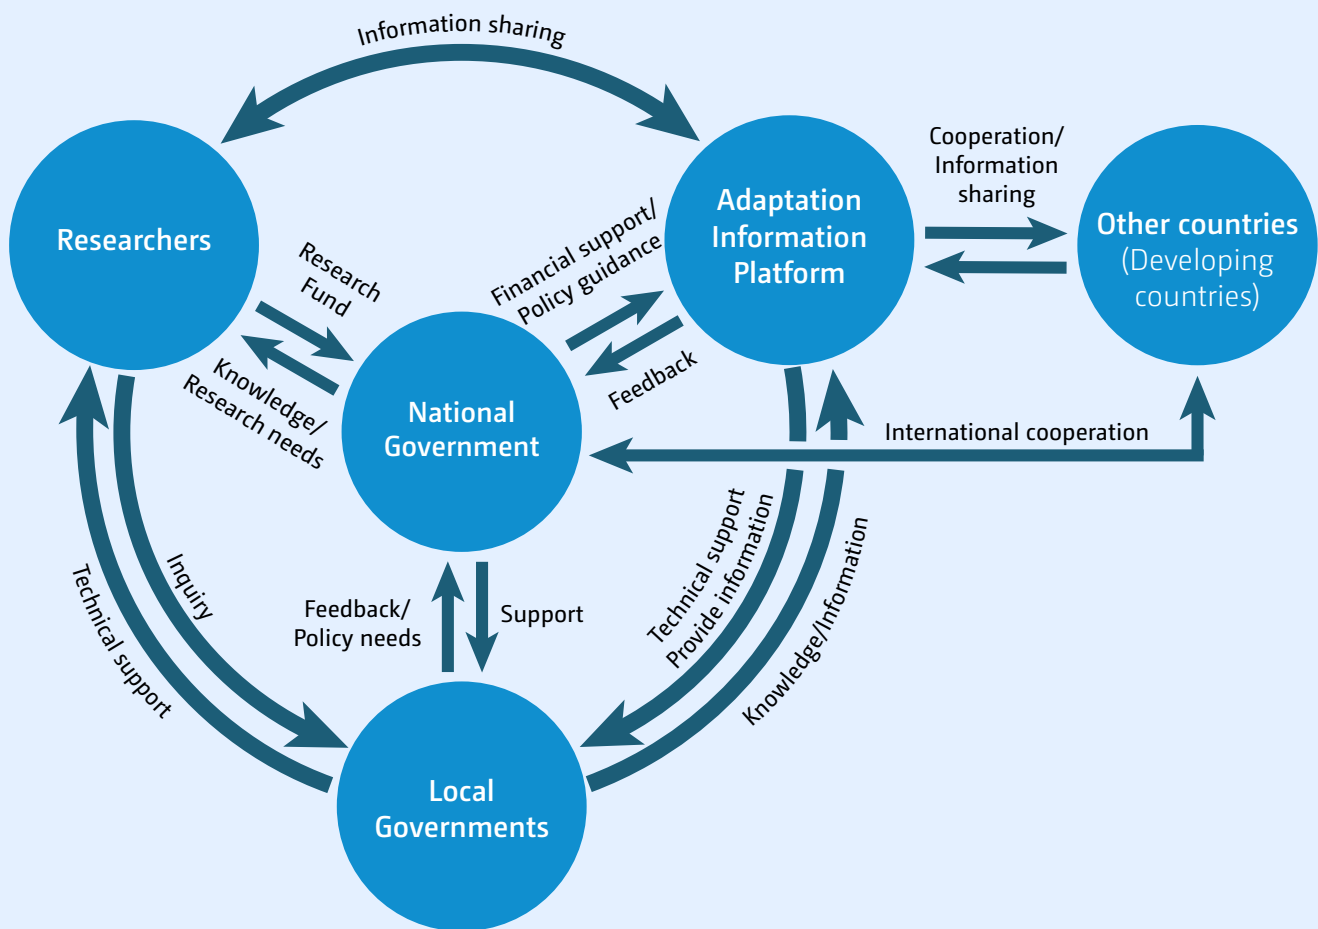 Information sharing
Researchers
Adaptation
Information
Platform
Cooperation/
Information
sharing
Other countries
(Developing
countries)
Research
Fund
Knowledge/
Research needs
Financial support/
Policy guidance
Feedback
National
Government
International cooperation
Inquiry
Technical support
Feedback/
Policy needs
Support
Technical support
Provide information
Knowledge/Information
Local
Governments